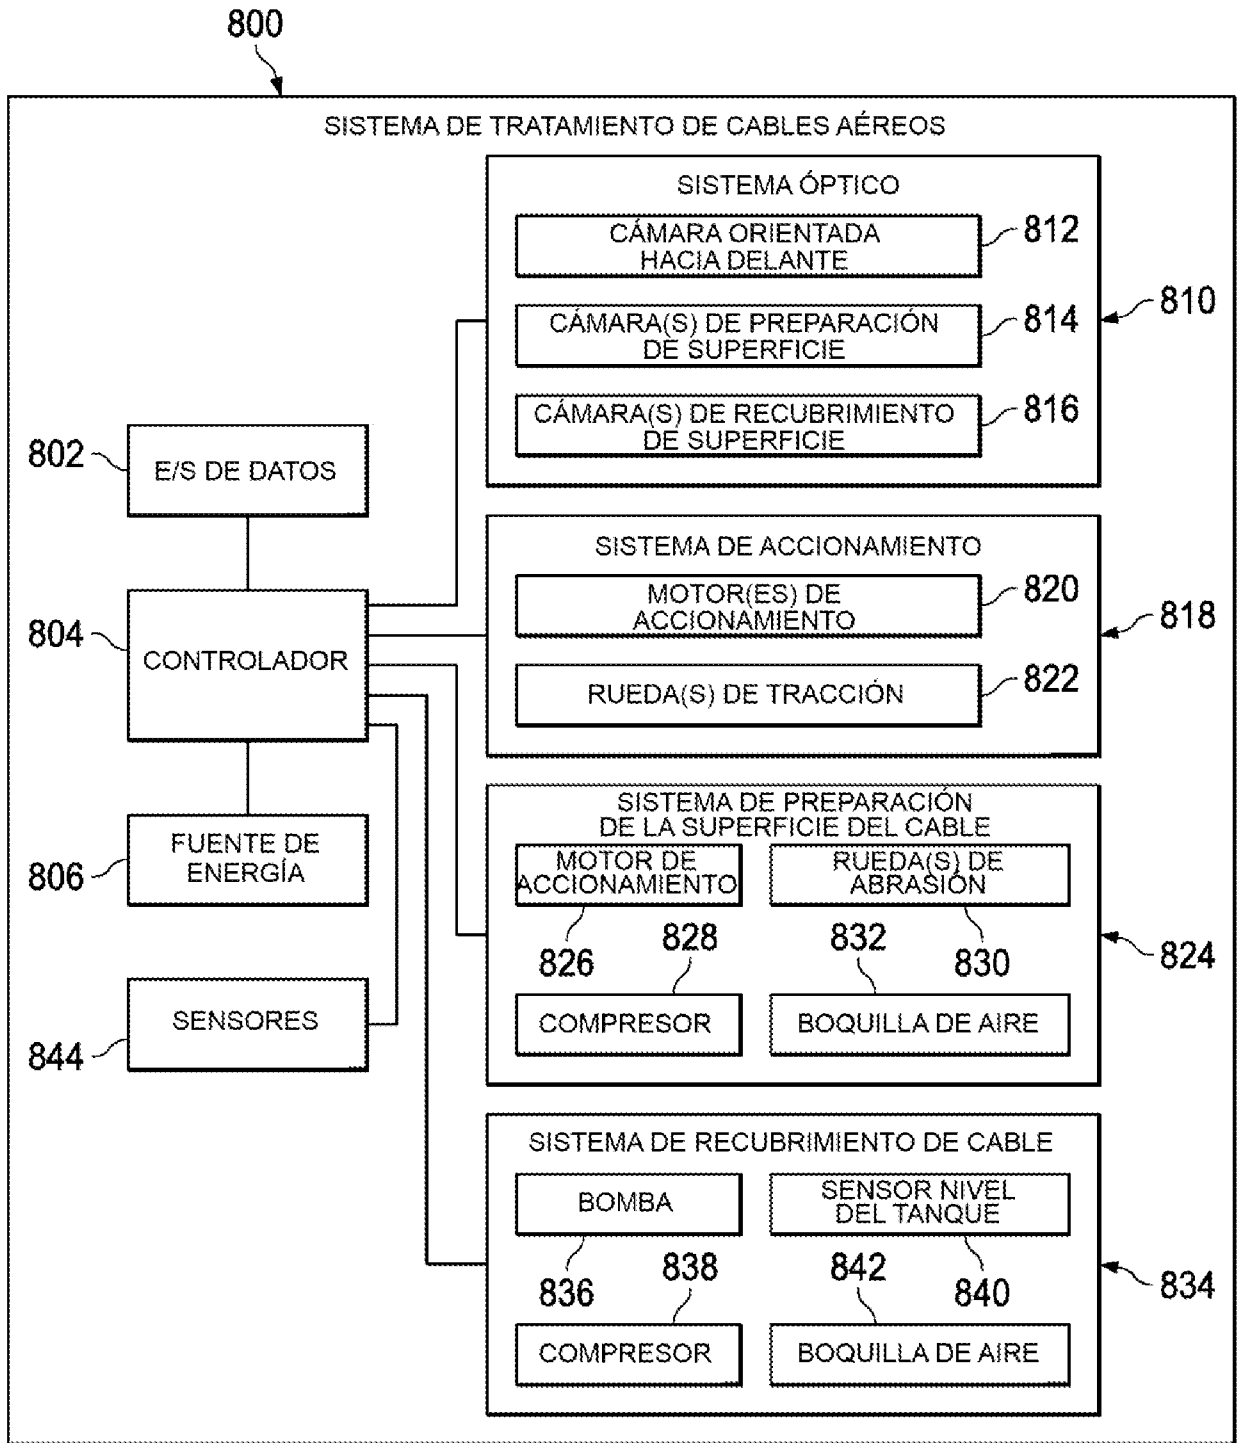 800
SISTEMA DE TRATAMIENTO DE CABLES AÉREOS
SISTEMA ÓPTICO
CÁMARA ORIENTADA
HACIA DELANTE
812
CÁMARA(S) DE PREPARACIÓN
DE SUPERFICIE
814
CÁMARA(S) DE RECUBRIMIENTO
DE SUPERFICIE
816
810
802
E/S DE DATOS
804
CONTROLADOR
806
FUENTE DE
ENERGÍA
844
SENSORES
SISTEMA DE ACCIONAMIENTO
MOTOR(ES) DE
ACCIONAMIENTO
820
RUEDA(S) DE TRACCIÓN
822
818
SISTEMA DE PREPARACIÓN
DE LA SUPERFICIE DEL CABLE
MOTOR DE
ACCIONAMIENTO
826
RUEDA(S) DE
ABRASIÓN
830
828
COMPRESOR
832
BOQUILLA DE AIRE
824
SISTEMA DE RECUBRIMIENTO DE CABLE
BOMBA
836
SENSOR NIVEL
DEL TANQUE
840
838
COMPRESOR
842
BOQUILLA DE AIRE
834